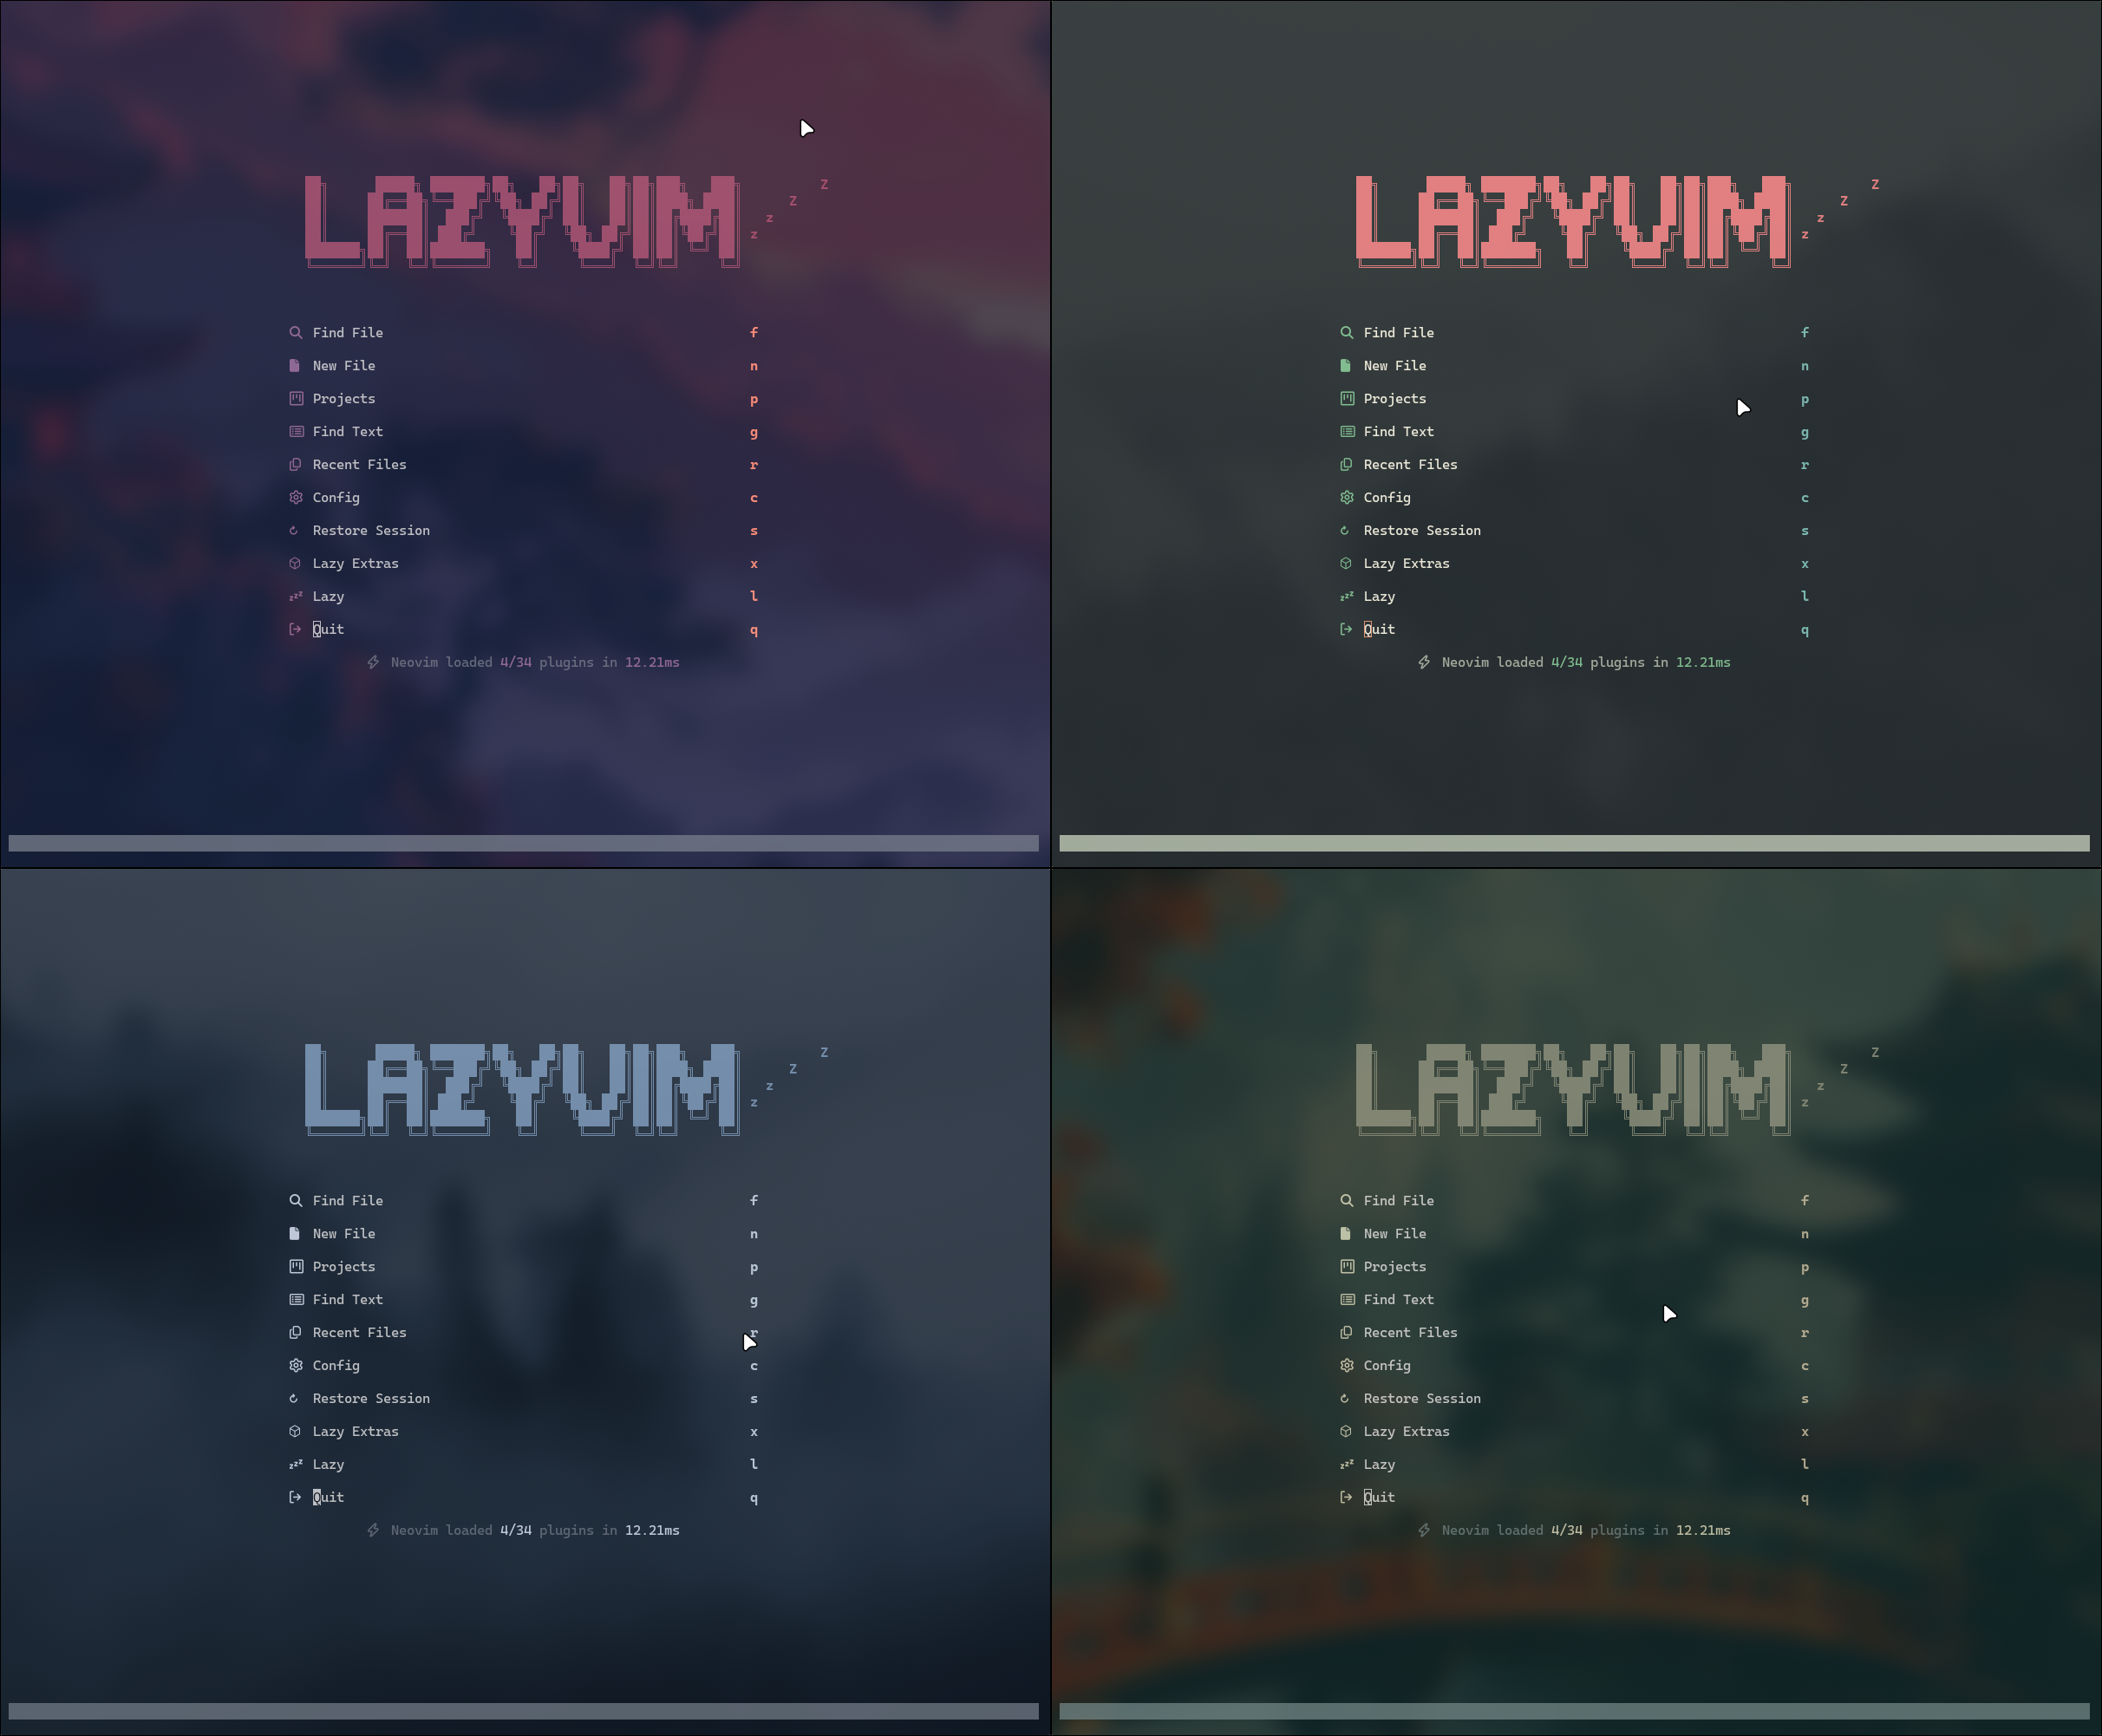 LAZYVIM Z
Z
z
z
Find File f
New File n
Projects p
Find Text g
Recent Files r
Config c
Restore Session s
Lazy Extras x
zzz Lazy l
Quit q
Neovim loaded 4/34 plugins in 12.21ms
LAZYVIM Z
Z
z
z
Find File f
New File n
Projects p
Find Text g
Recent Files r
Config c
Restore Session s
Lazy Extras x
zzz Lazy l
Quit q
Neovim loaded 4/34 plugins in 12.21ms
LAZYVIM Z
Z
z
z
Find File f
New File n
Projects p
Find Text g
Recent Files r
Config c
Restore Session s
Lazy Extras x
zzz Lazy l
Quit q
Neovim loaded 4/34 plugins in 12.21ms
LAZYVIM Z
Z
z
z
Find File f
New File n
Projects p
Find Text g
Recent Files r
Config c
Restore Session s
Lazy Extras x
zzz Lazy l
Quit q
Neovim loaded 4/34 plugins in 12.21ms